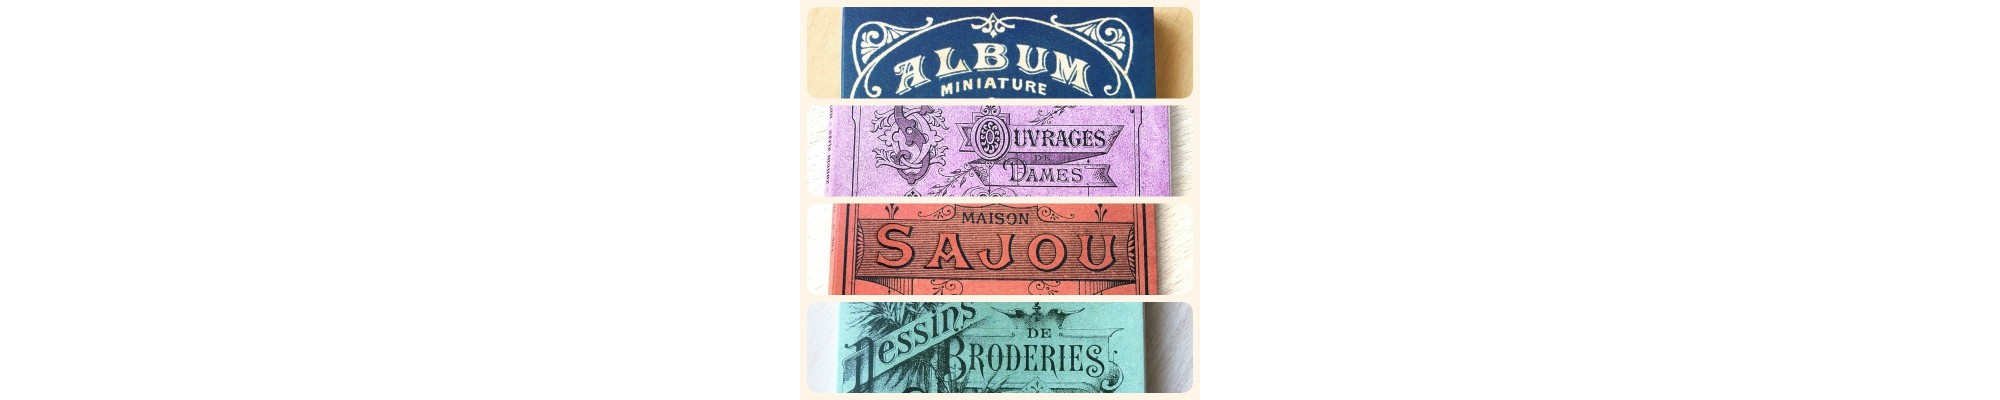 ALBUM
MINIATURE
OUVRAGES
DE
DAMES
MAISON
SAJOU
Dessins
DE
BRODERIES